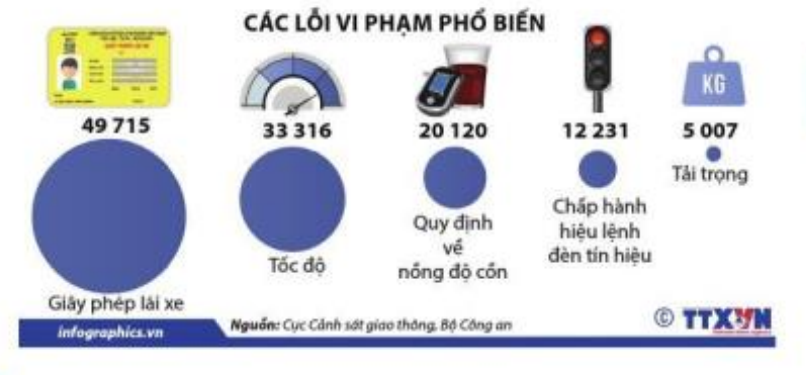 CÁC LỖI VI PHẠM PHỔ BIẾN
KG
49 715
33 316
20 120
12 231
5 007
Giấy phép lái xe
Tốc độ
Quy định
về
nồng độ cồn
Chấp hành
hiệu lệnh
đèn tín hiệu
Tải trọng
infographics.vn
Nguồn: Cục Cảnh sát giao thông, Bộ Công an
© TTXVN